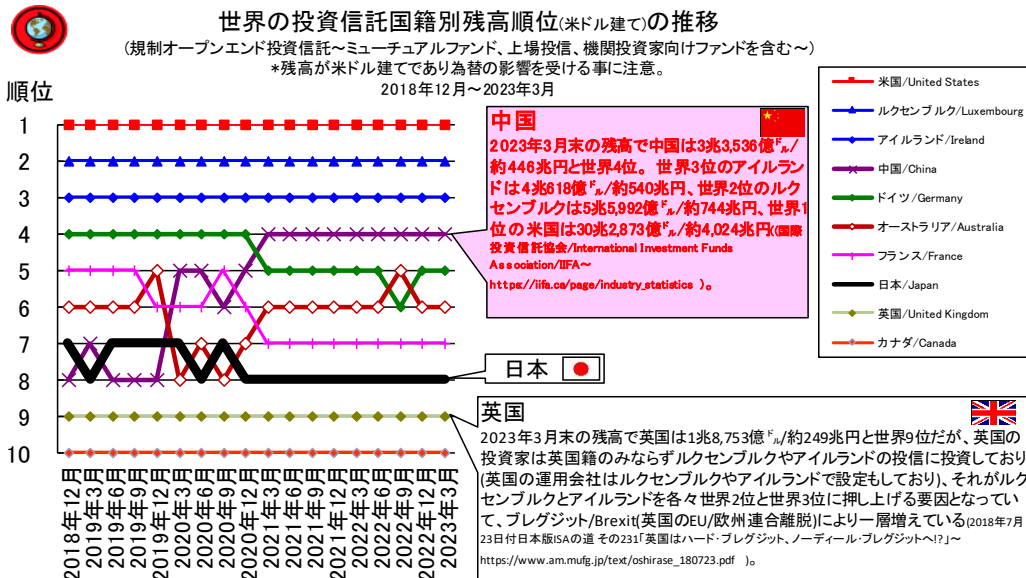 世界の投資信託国籍別残高順位(米ドル建て)の推移
(規制オープンエンド投資信託～ミューチュアルファンド、上場投信、機関投資家向けファンドを含む～)
*残高が米ドル建てであり為替の影響を受ける事に注意。
2018年12月～2023年3月
順位
1
2
3
4
5
6
7
8
9
10
2018年12月
2019年3月
2019年6月
2019年9月
2019年12月
2020年3月
2020年6月
2020年9月
2020年12月
2021年3月
2021年6月
2021年9月
2021年12月
2022年3月
2022年6月
2022年9月
2022年12月
2023年3月
中国
2023年3月末の残高で中国は3兆3,536億㌦/
約446兆円と世界4位。 世界3位のアイルラン
ドは4兆618億㌦/約540兆円、世界2位のルク
センブルクは5兆5,992億㌦/約744兆円、世界1
位の米国は30兆2,873億㌦/約4,024兆円((国際
投資信託協会/International Investment Funds
Association/IIFA～
https://iifa.ca/page/industry_statistics )。
日本
英国
2023年3月末の残高で英国は1兆8,753億㌦/約249兆円と世界9位だが、英国の
投資家は英国籍のみならずルクセンブルクやアイルランドの投信に投資しており
(英国の運用会社はルクセンブルクやアイルランドで設定もしており)、それがルク
センブルクとアイルランドを各々世界2位と世界3位に押し上げる要因となってい
て、ブレグジット/Brexit(英国のEU/欧州連合離脱)により一層増えている(2018年7月
23日付日本版ISAの道 その231「英国はハード・ブレグジット、ノーディール・ブレグジットへ!?」～
https://www.am.mufg.jp/text/oshirase_180723.pdf )。
米国/United States
ルクセンブルク/Luxembourg
アイルランド/Ireland
中国/China
ドイツ/Germany
オーストラリア/Australia
フランス/France
日本/Japan
英国/United Kingdom
カナダ/Canada